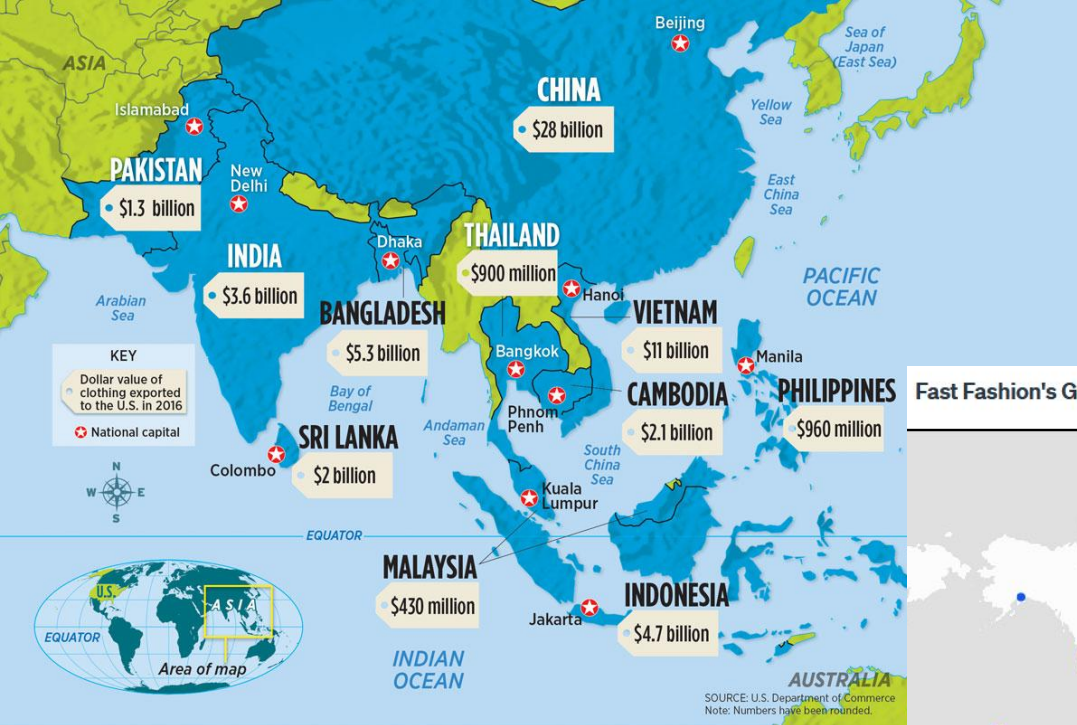 Beijing
Sea of
Japan
(East Sea)
ASIA
CHINA
$28 billion
Yellow
Sea
Islamabad
PAKISTAN
$1.3 billion
New
Delhi
East
China
Sea
Dhaka
THAILAND
$900 million
INDIA
$3.6 billion
PACIFIC
OCEAN
Arabian
Sea
Hanoi
BANGLADESH
$5.3 billion
VIETNAM
$11 billion
KEY
Dollar value of
clothing exported
to the U.S. in 2016
National capital
Bangkok
Manila
Bay of
Bengal
CAMBODIA
$2.1 billion
PHILIPPINES
$960 million
Fast Fashion's G
Phnom
Penh
Andaman
Sea
SRI LANKA
$2 billion
Colombo
South
China
Sea
N
W E
S
Kuala
Lumpur
EQUATOR
MALAYSIA
$430 million
INDONESIA
$4.7 billion
Jakarta
U.S.
ASIA
EQUATOR
Area of map
INDIAN
OCEAN
AUSTRALIA
SOURCE: U.S. Department of Commerce
Note: Numbers have been rounded.